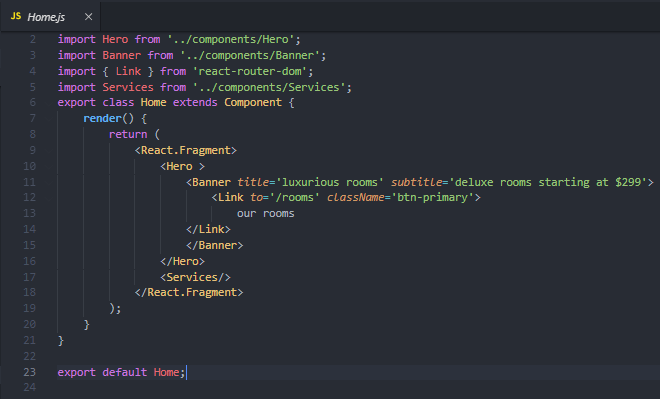 JS Home.js ×
2 import Hero from '../components/Hero';
3 import Banner from '../components/Banner';
4 import { Link } from 'react-router-dom';
5 import Services from '../components/Services';
6 export class Home extends Component {
7 render() {
8 return (
9 <React.Fragment>
10 <Hero >
11 <Banner title='luxurious rooms' subtitle='deluxe rooms starting at $299'>
12 <Link to='/rooms' className='btn-primary'>
13 our rooms
14 </Link>
15 </Banner>
16 </Hero>
17 <Services/>
18 </React.Fragment>
19 );
20 }
21 }
22
23 export default Home;
24